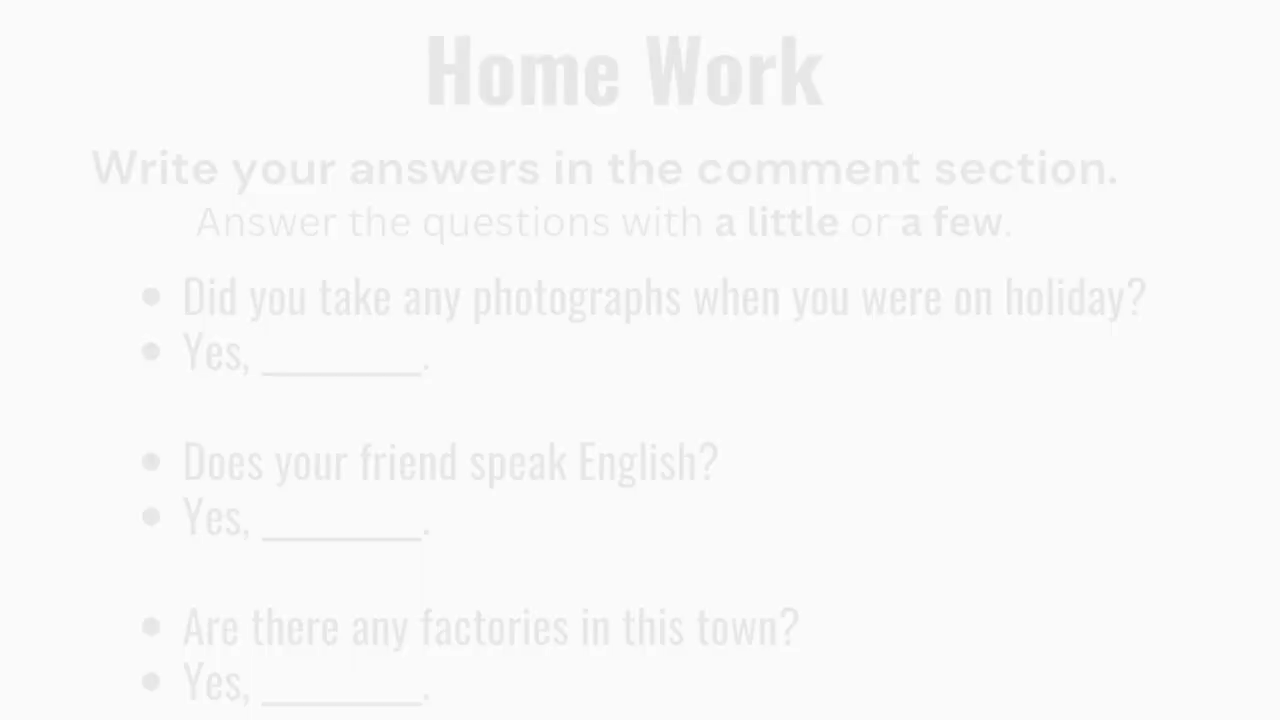 Home Work
Write your answers in the comment section.
Answer the questions with a little or a few.
• Did you take any photographs when you were on holiday?
• Yes, ________.
• Does your friend speak English?
• Yes, ________.
• Are there any factories in this town?
• Yes, ________.